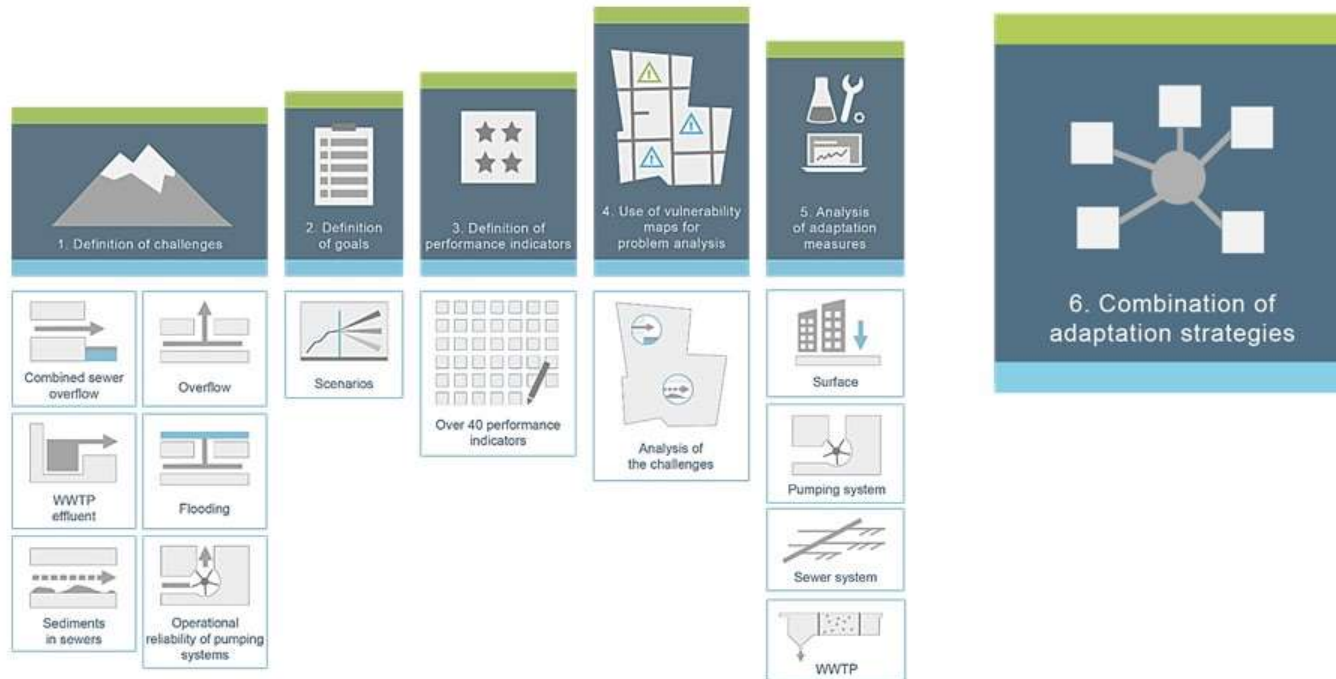 1. Definition of challenges
2. Definition
of goals
3. Definition of
performance indicators
4. Use of vulnerability
maps for
problem analysis
5. Analysis
of adaptation
measures
6. Combination of
adaptation strategies
Combined sewer
overflow
Overflow
WWTP
effluent
Flooding
Sediments
in sewers
Operational
reliability of pumping
systems
Scenarios
Over 40 performance
indicators
Analysis of
the challenges
Surface
Pumping system
Sewer system
WWTP